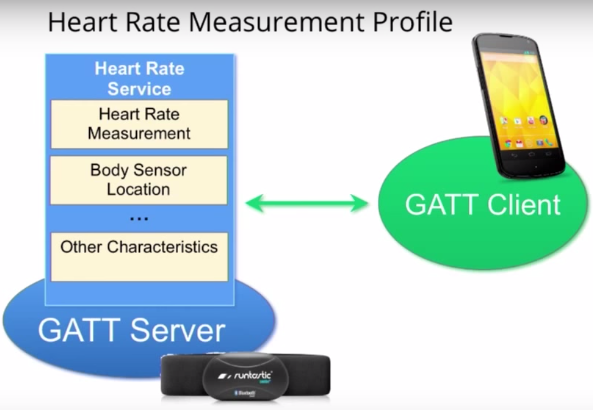 Heart Rate Measurement Profile
Heart Rate
Service
Heart Rate
Measurement
Body Sensor
Location
...
Other Characteristics
GATT Server
GATT Client
runtastic
Bluetooth